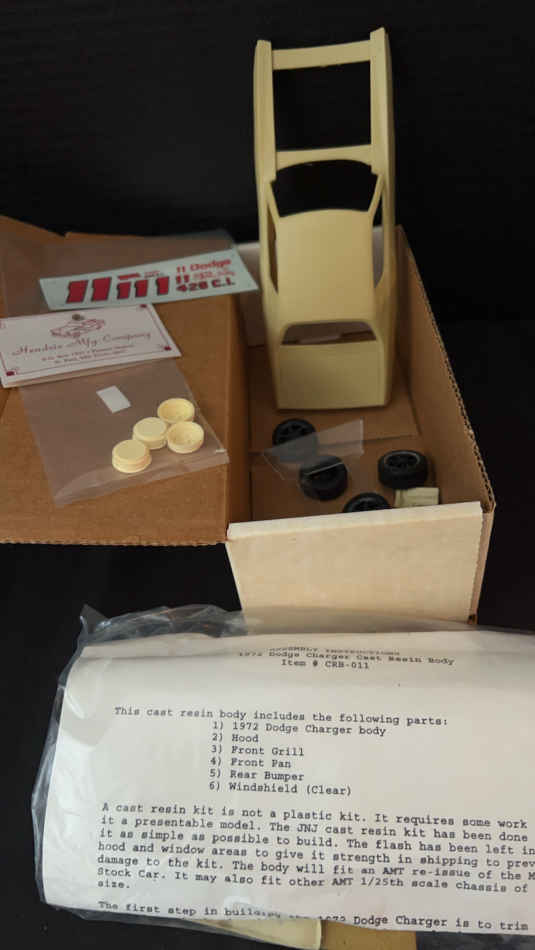 11 11 11 Dodge
426 C.I.
Hendrix Mfg. Company
ASSEMBLY INSTRUCTIONS
1972 Dodge Charger Cast Resin Body
Item # CRB-011
This cast resin body includes the following parts:
1) 1972 Dodge Charger body
2) Hood
3) Front Grill
4) Front Pan
5) Rear Bumper
6) Windshield (Clear)
A cast resin kit is not a plastic kit. It requires some work
it a presentable model. The JNJ cast resin kit has been done
it as simple as possible to build. The flash has been left in
hood and window areas to give it strength in shipping to prev
damage to the kit. The body will fit an AMT re-issue of the M
Stock Car. It may also fit other AMT 1/25th scale chassis of
size.
The first step in building the 1972 Dodge Charger is to trim